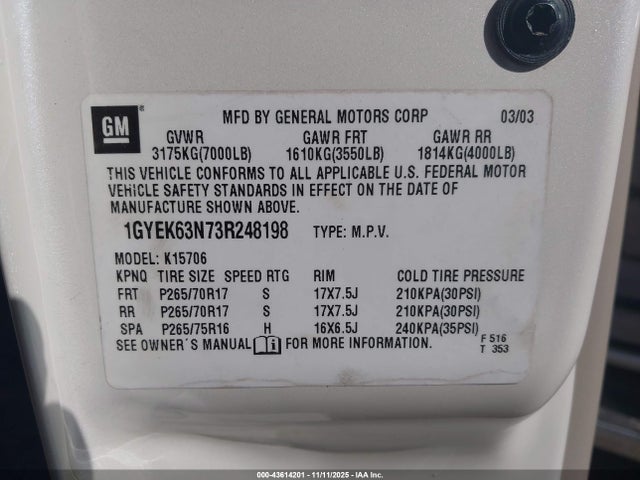 GM ® MFD BY GENERAL MOTORS CORP 03/03
GVWR GAWR FRT GAWR RR
3175KG(7000LB) 1610KG(3550LB) 1814KG(4000LB)
THIS VEHICLE CONFORMS TO ALL APPLICABLE U.S. FEDERAL MOTOR
VEHICLE SAFETY STANDARDS IN EFFECT ON THE DATE OF
MANUFACTURE SHOWN ABOVE.
1GYEK63N73R248198 TYPE: M.P.V.
MODEL: K15706
KPNQ TIRE SIZE SPEED RTG RIM COLD TIRE PRESSURE
FRT P265/70R17 S 17X7.5J 210KPA(30PSI)
RR P265/70R17 S 17X7.5J 210KPA(30PSI)
SPA P265/75R16 H 16X6.5J 240KPA(35PSI)
SEE OWNER´S MANUAL FOR MORE INFORMATION. F 516
T 353
000-43614201 - 11/11/2025 - IAA Inc.